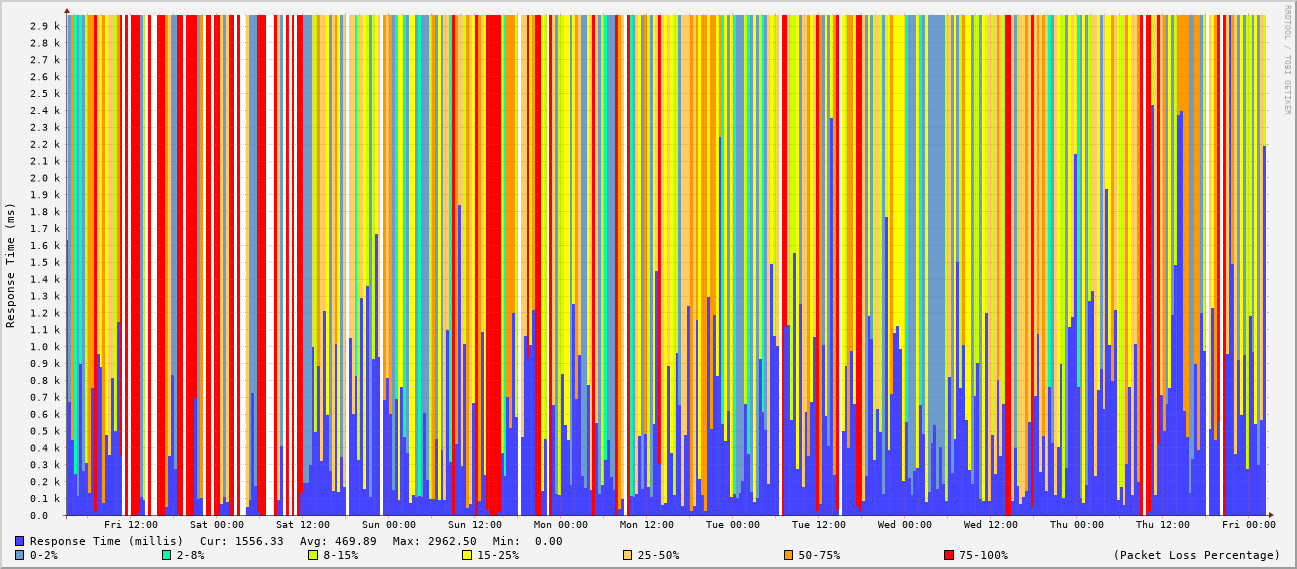 RRDTOOL / TOBI OETIKER
Response Time (ms)
2.9 k
2.8 k
2.7 k
2.6 k
2.5 k
2.4 k
2.3 k
2.2 k
2.1 k
2.0 k
1.9 k
1.8 k
1.7 k
1.6 k
1.5 k
1.4 k
1.3 k
1.2 k
1.1 k
1.0 k
0.9 k
0.8 k
0.7 k
0.6 k
0.5 k
0.4 k
0.3 k
0.2 k
0.1 k
0.0
Fri 12:00 Sat 00:00 Sat 12:00 Sun 00:00 Sun 12:00 Mon 00:00 Mon 12:00 Tue 00:00 Tue 12:00 Wed 00:00 Wed 12:00 Thu 00:00 Thu 12:00 Fri 00:00
Response Time (millis) Cur: 1556.33 Avg: 469.89 Max: 2962.50 Min: 0.00
0-2% 2-8% 8-15% 15-25% 25-50% 50-75% 75-100% (Packet Loss Percentage)